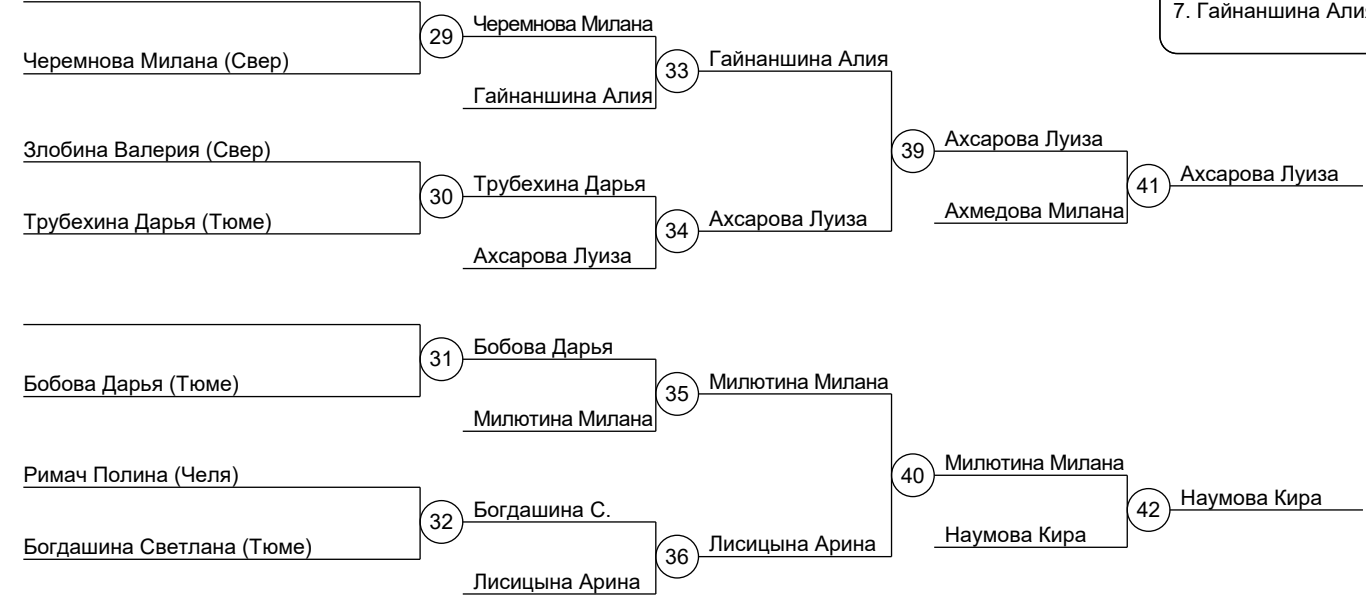 7. Гайнаншина Али
Черемнова Милана
29
Черемнова Милана (Свер)
Гайнаншина Алия
33
Гайнаншина Алия
Злобина Валерия (Свер)
39
Ахсарова Луиза
Трубехина Дарья
30
Трубехина Дарья (Тюме)
Ахсарова Луиза
34
Ахсарова Луиза
Ахмедова Милана
41
Ахсарова Луиза
Бобова Дарья
31
Бобова Дарья (Тюме)
Милютина Милана
35
Милютина Милана
Римач Полина (Челя)
40
Милютина Милана
Богдашина С.
32
Богдашина Светлана (Тюме)
Лисицына Арина
36
Лисицына Арина
Наумова Кира
42
Наумова Кира